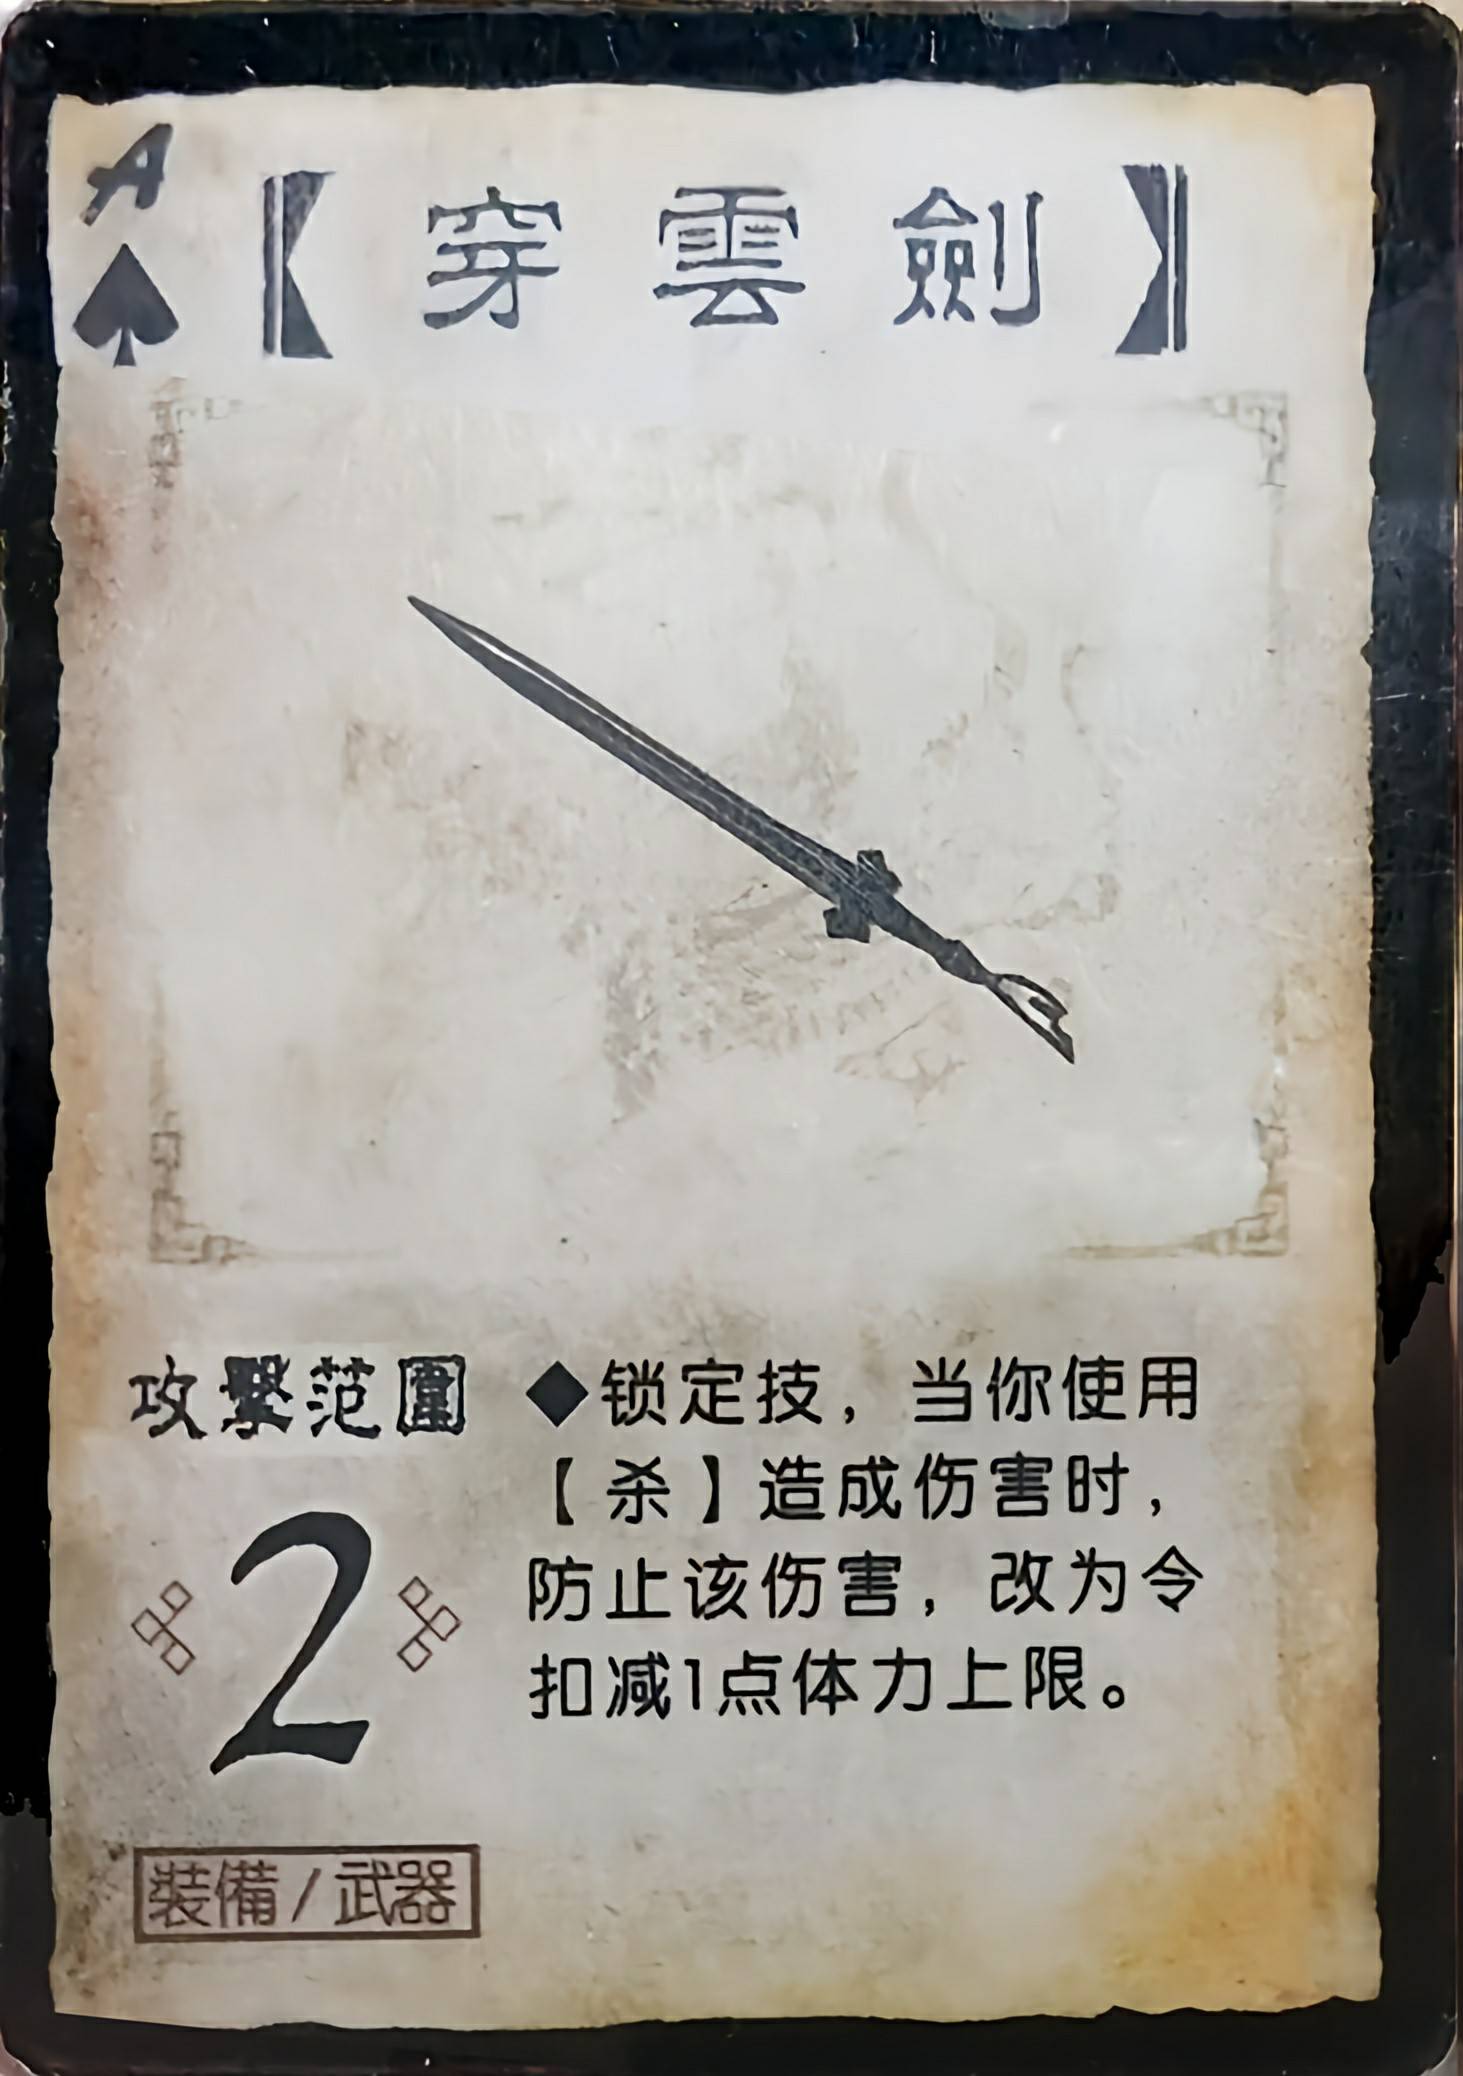 A
【穿雲劍】
攻擊范圍
2
◆锁定技，当你使用
【杀】造成伤害时，
防止该伤害，改为令
扣减1点体力上限。
裝備/武器